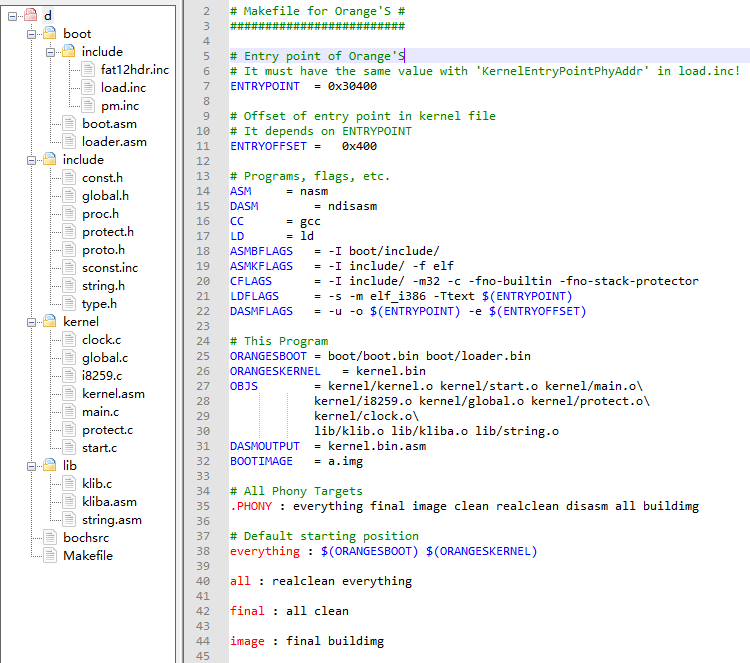 d
boot
include
fat12hdr.inc
load.inc
pm.inc
boot.asm
loader.asm
include
const.h
global.h
proc.h
protect.h
proto.h
sconst.inc
string.h
type.h
kernel
clock.c
global.c
i8259.c
kernel.asm
main.c
protect.c
start.c
lib
klib.c
kliba.asm
string.asm
bochsrc
Makefile
2 # Makefile for Orange'S #
3 #########################
4
5 # Entry point of Orange'S
6 # It must have the same value with 'KernelEntryPointPhyAddr' in load.inc!
7 ENTRYPOINT = 0x30400
8
9 # Offset of entry point in kernel file
10 # It depends on ENTRYPOINT
11 ENTRYOFFSET = 0x400
12
13 # Programs, flags, etc.
14 ASM = nasm
15 DASM = ndisasm
16 CC = gcc
17 LD = ld
18 ASMBFLAGS = -I boot/include/
19 ASMKFLAGS = -I include/ -f elf
20 CFLAGS = -I include/ -m32 -c -fno-builtin -fno-stack-protector
21 LDFLAGS = -s -m elf_i386 -Ttext $(ENTRYPOINT)
22 DASMFLAGS = -u -o $(ENTRYPOINT) -e $(ENTRYOFFSET)
23
24 # This Program
25 ORANGESBOOT = boot/boot.bin boot/loader.bin
26 ORANGESKERNEL = kernel.bin
27 OBJS = kernel/kernel.o kernel/start.o kernel/main.o\
28 kernel/i8259.o kernel/global.o kernel/protect.o\
29 kernel/clock.o\
30 lib/klib.o lib/kliba.o lib/string.o
31 DASMOUTPUT = kernel.bin.asm
32 BOOTIMAGE = a.img
33
34 # All Phony Targets
35 .PHONY : everything final image clean realclean disasm all buildimg
36
37 # Default starting position
38 everything : $(ORANGESBOOT) $(ORANGESKERNEL)
39
40 all : realclean everything
41
42 final : all clean
43
44 image : final buildimg
45